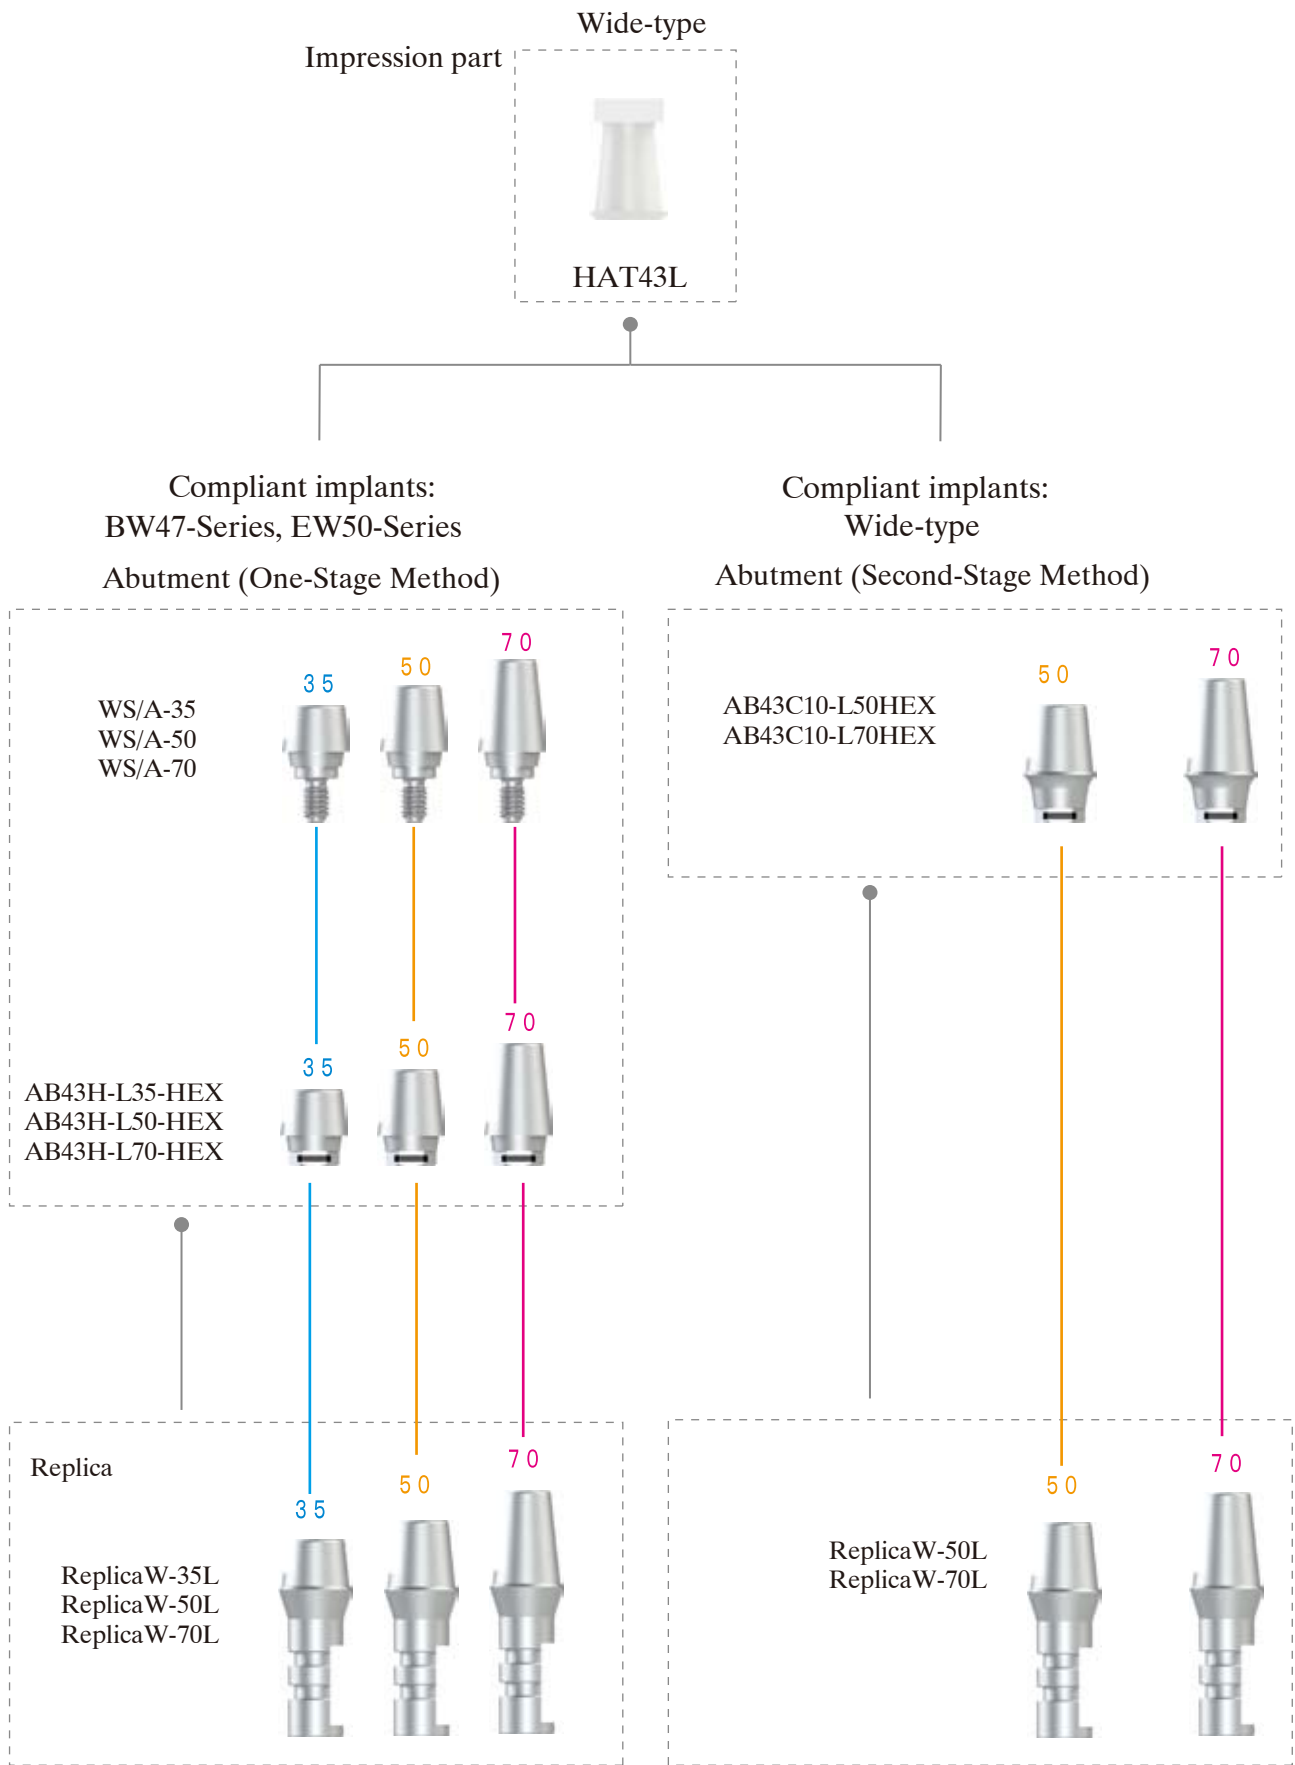 Wide-type
Impression part
HAT43L
Compliant implants:
BW47-Series, EW50-Series
Abutment (One-Stage Method)
70
50
35
WS/A-35
WS/A-50
WS/A-70
70
50
35
AB43H-L35-HEX
AB43H-L50-HEX
AB43H-L70-HEX
Replica
70
50
35
ReplicaW-35L
ReplicaW-50L
ReplicaW-70L
Compliant implants:
Wide-type
Abutment (Second-Stage Method)
70
50
AB43C10-L50HEX
AB43C10-L70HEX
70
50
ReplicaW-50L
ReplicaW-70L